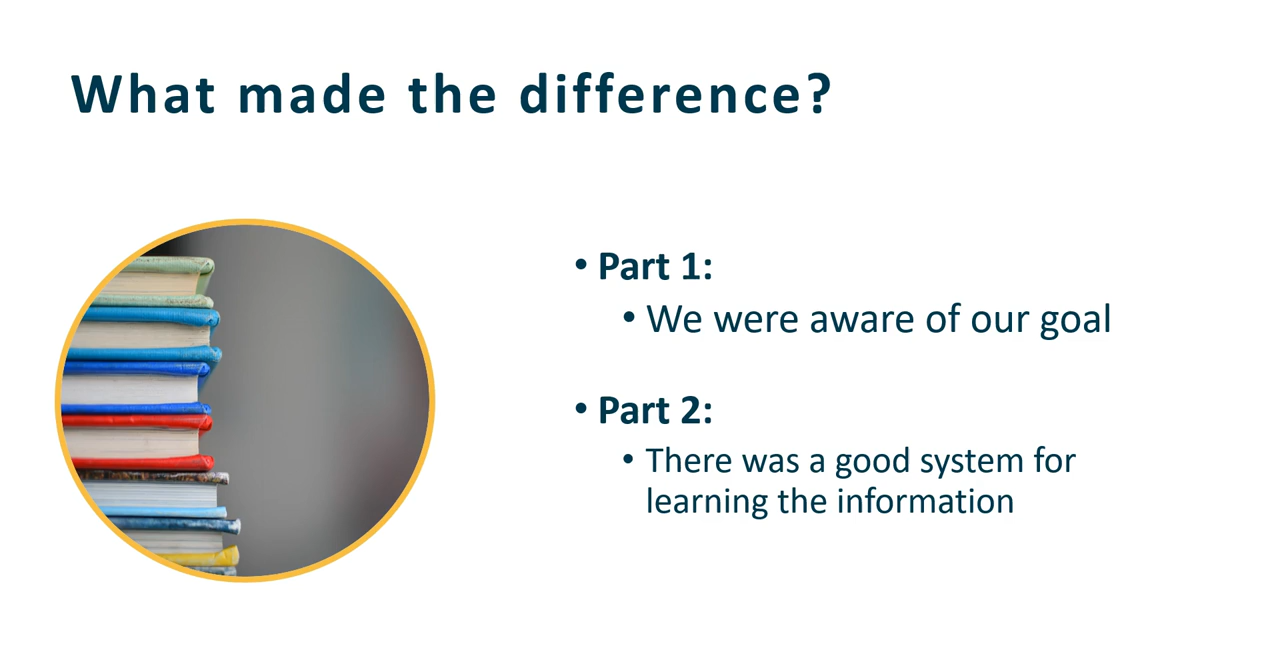 What made the difference?
• Part 1:
• We were aware of our goal
• Part 2:
• There was a good system for
learning the information